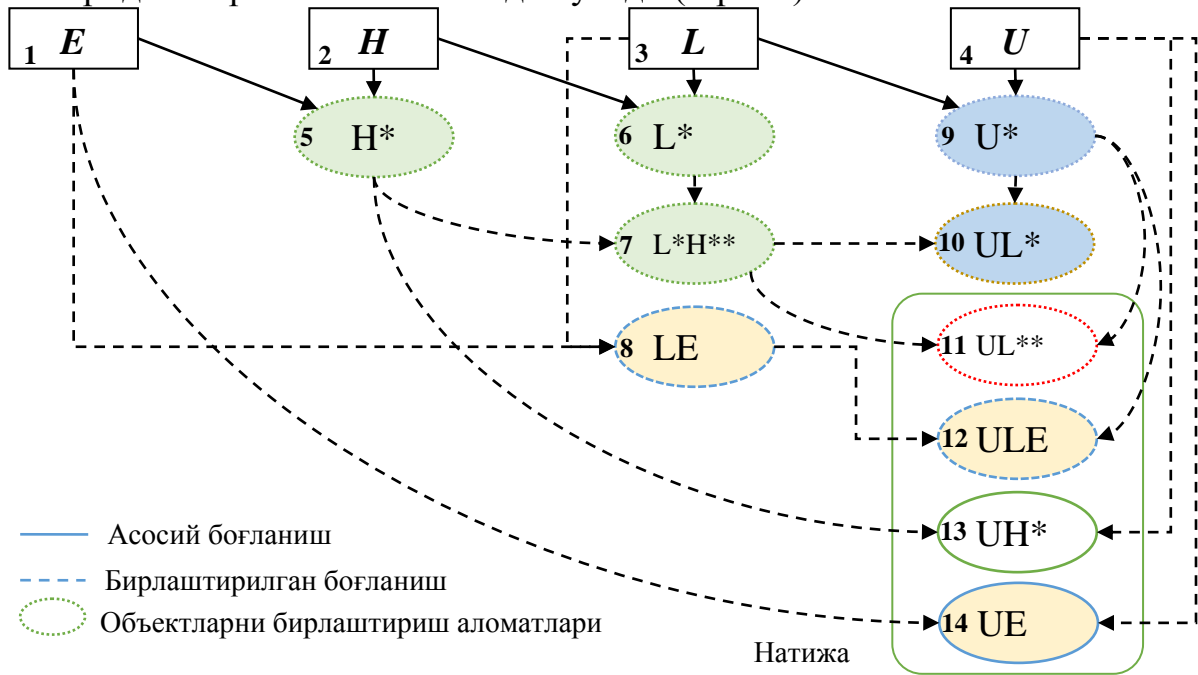 1 E
2 H
3 L
4 U
5 H*
6 L*
9 U*
7 L*H**
10 UL*
8 LE
11 UL**
12 ULE
13 UH*
14 UE
Асосий боғланиш
Бирлаштирилган боғланиш
Объектларни бирлаштириш аломатлари
Натижа